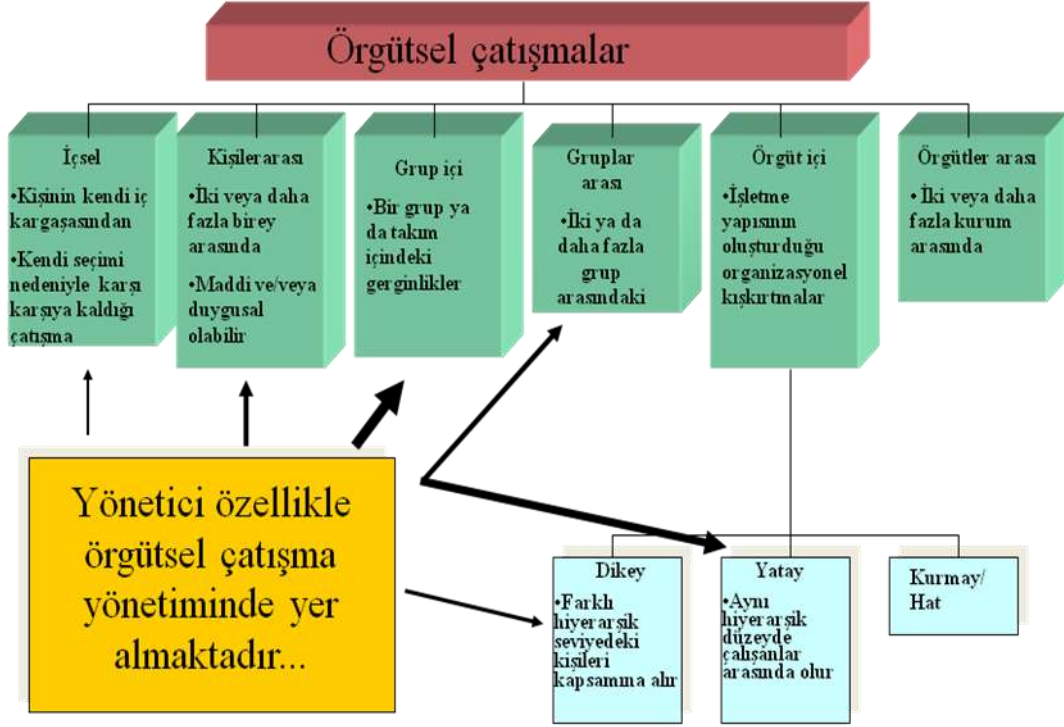 Örgütsel çatışmalar
İçsel
•Kişinin kendi iç
kargaşasından
•Kendi seçimi
nedeniyle karşı
karşıya kaldığı
çatışma
Kişilerarası
•İki veya daha
fazla birey
arasında
•Maddi ve/veya
duygusal
olabilir
Grup içi
•Bir grup ya
da takım
içindeki
gerginlikler
Gruplar
arası
•İki ya da
daha fazla
grup
arasındaki
Örgüt içi
•İşletme
yapısının
oluşturduğu
organizasyonel
kışkırtmalar
Örgütler arası
•İki veya daha
fazla kurum
arasında
Yönetici özellikle
örgütsel çatışma
yönetiminde yer
almaktadır...
Dikey
•Farklı
hiyerarşik
seviyedeki
kişileri
kapsamına alır
Yatay
•Aynı
hiyerarşik
düzeyde
çalışanlar
arasında olur
Kurmay/
Hat